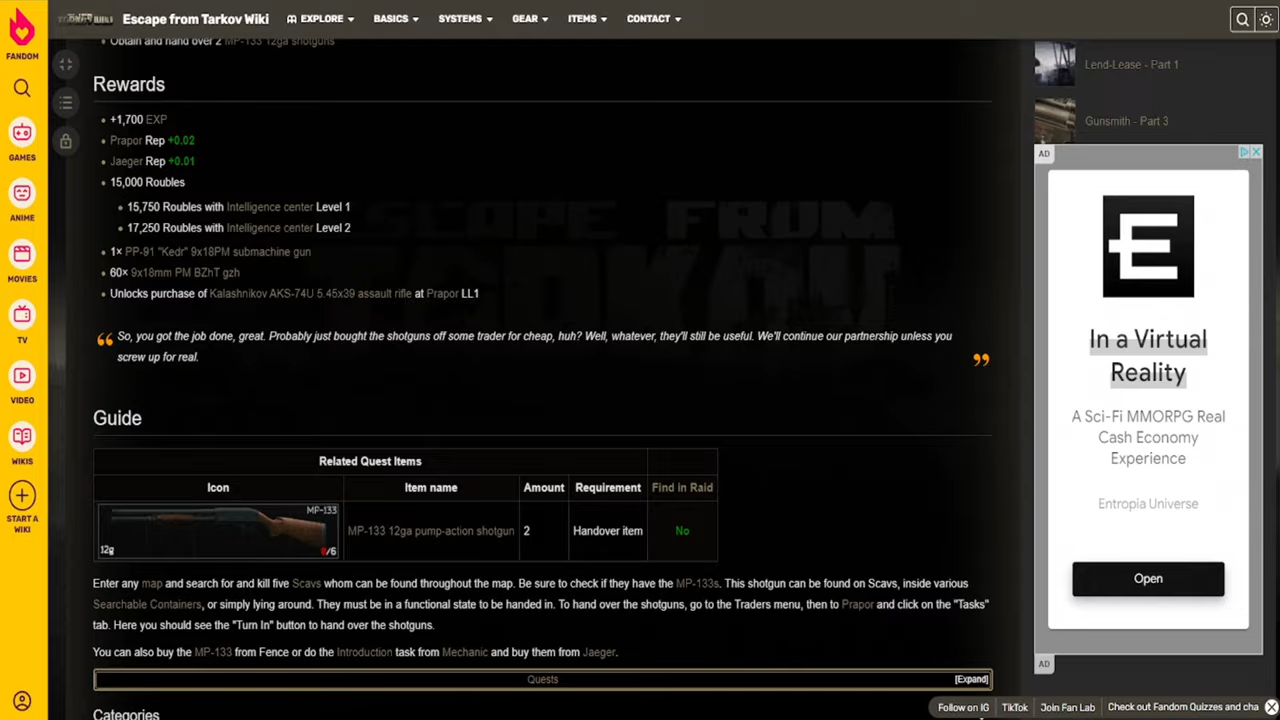 Escape from Tarkov Wiki
EXPLORE
BASICS
SYSTEMS
GEAR
ITEMS
CONTACT
FANDOM
GAMES
ANIME
MOVIES
TV
VIDEO
WIKIS
START A
WIKI
Obtain and hand over 2 MP-133 12ga shotguns
Rewards
+1,700 EXP
Prapor Rep +0.02
Jaeger Rep +0.01
15,000 Roubles
15,750 Roubles with Intelligence center Level 1
17,250 Roubles with Intelligence center Level 2
1× PP-91 "Kedr" 9x18PM submachine gun
60× 9x18mm PM BZhT gzh
Unlocks purchase of Kalashnikov AKS-74U 5.45x39 assault rifle at Prapor LL1
So, you got the job done, great. Probably just bought the shotguns off some trader for cheap, huh? Well, whatever, they'll still be useful. We'll continue our partnership unless you
screw up for real.
Guide
Related Quest Items
Icon Item name Amount Requirement Find in Raid
MP-133
12g
MP-133 12ga pump-action shotgun 2 Handover item No
Enter any map and search for and kill five Scavs whom can be found throughout the map. Be sure to check if they have the MP-133s. This shotgun can be found on Scavs, inside various
Searchable Containers, or simply lying around. They must be in a functional state to be handed in. To hand over the shotguns, go to the Traders menu, then to Prapor and click on the "Tasks"
tab. Here you should see the "Turn In" button to hand over the shotguns.
You can also buy the MP-133 from Fence or do the Introduction task from Mechanic and buy them from Jaeger.
Quests
[Expand]
Categories
Lend-Lease - Part 1
Gunsmith - Part 3
AD
E
In a Virtual
Reality
A Sci-Fi MMORPG Real
Cash Economy
Experience
Entropia Universe
Open
AD
Follow on IG
TikTok
Join Fan Lab
Check out Fandom Quizzes and cha